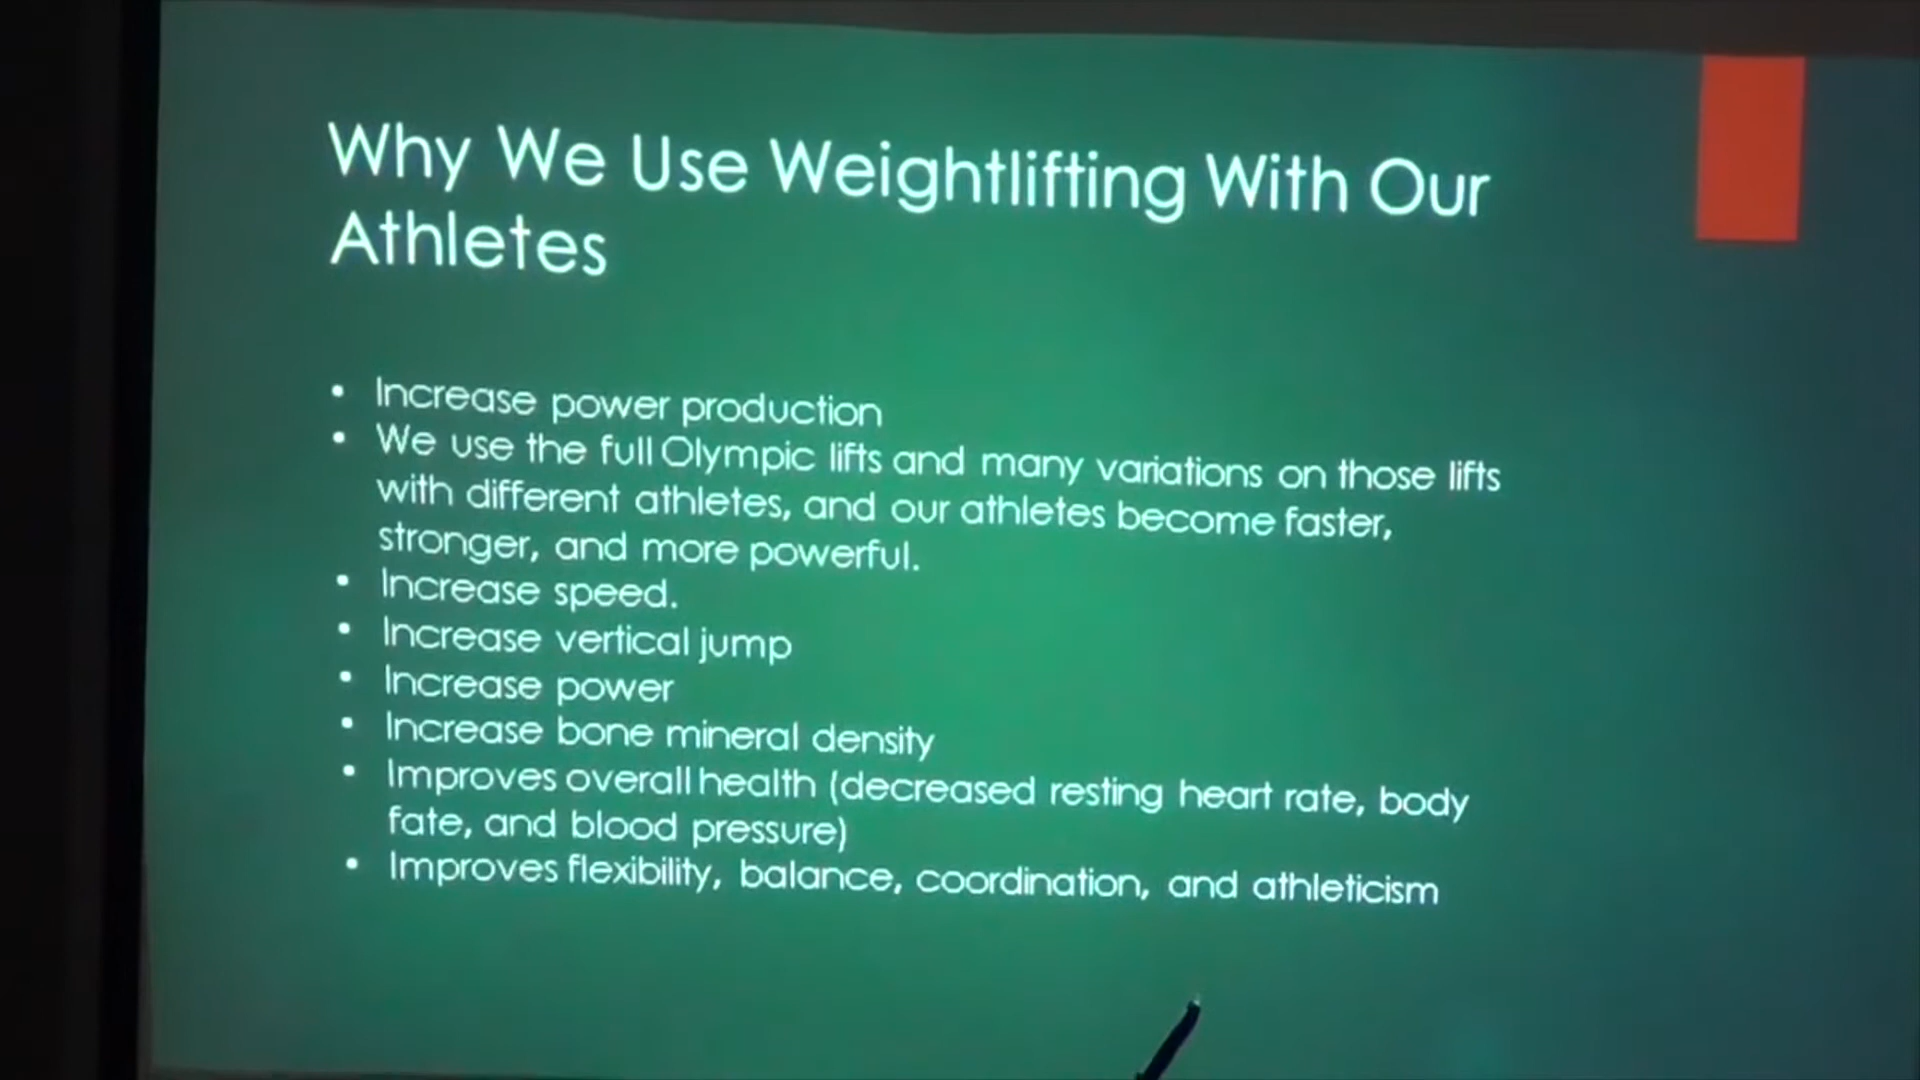 Why We Use Weightlifting With Our
Athletes
• Increase power production
• We use the full Olympic lifts and many variations on those lifts
with different athletes, and our athletes become faster,
stronger, and more powerful.
• Increase speed.
• Increase vertical jump
• Increase power
• Increase bone mineral density
• Improves overall health (decreased resting heart rate, body
fate, and blood pressure)
• Improves flexibility, balance, coordination, and athleticism